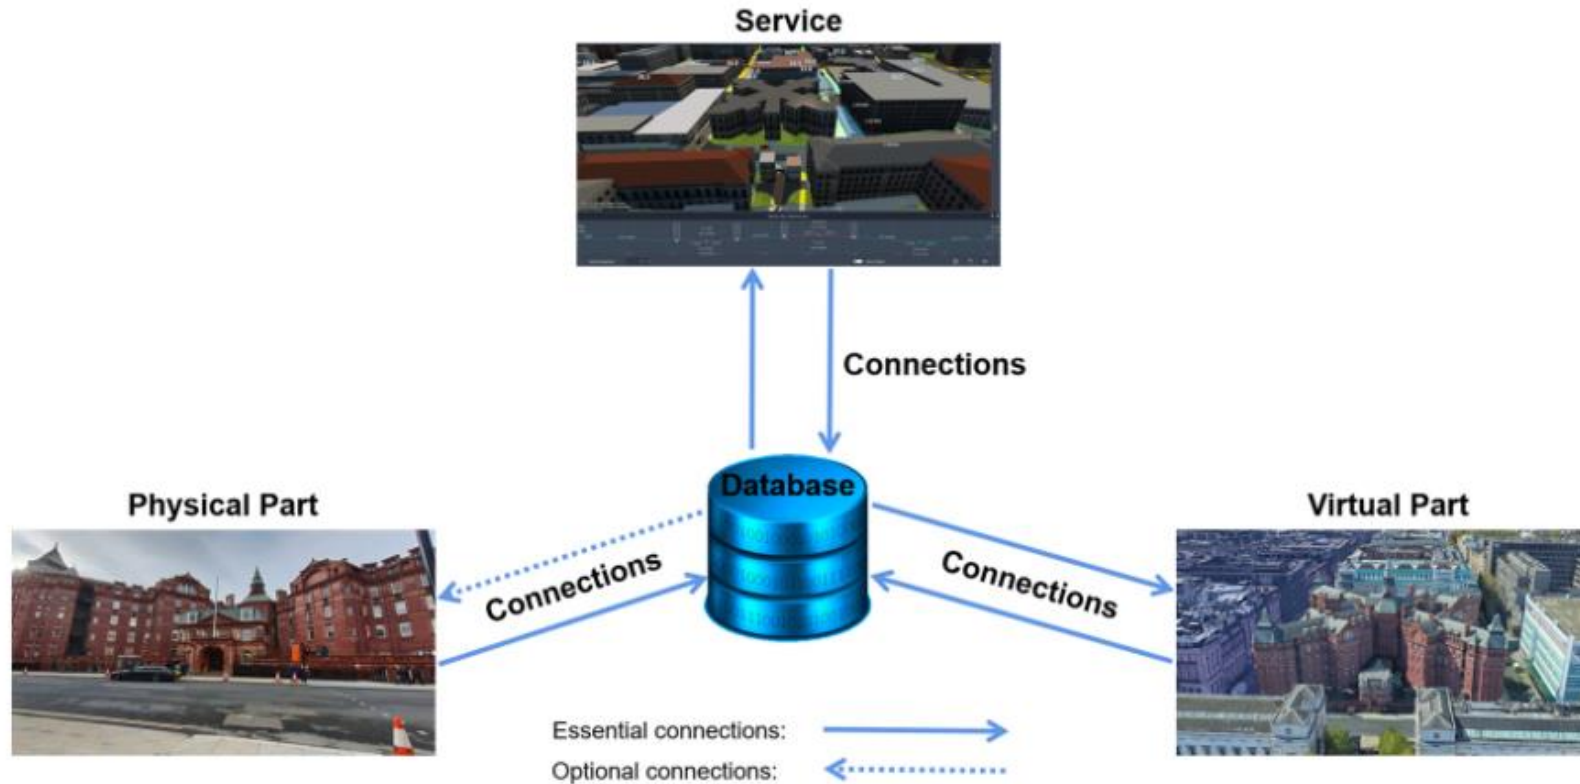 Service
Connections
Database
Physical Part
Virtual Part
Connections
Connections
Essential connections:
Optional connections: